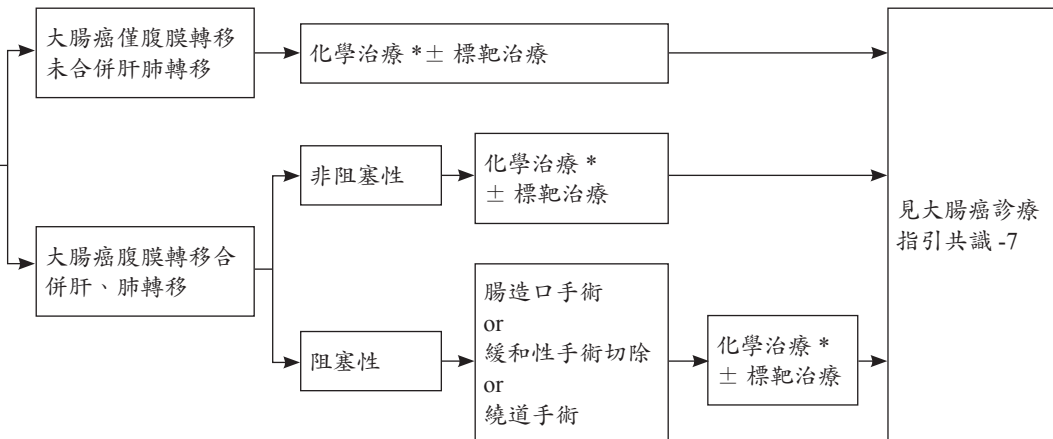 大腸癌僅腹膜轉移
未合併肝肺轉移
化學治療 *± 標靶治療
非阻塞性
化學治療 *
± 標靶治療
見大腸癌診療
指引共識 -7
大腸癌腹膜轉移合
併肝、肺轉移
阻塞性
腸造口手術
or
緩和性手術切除
or
繞道手術
化學治療 *
± 標靶治療